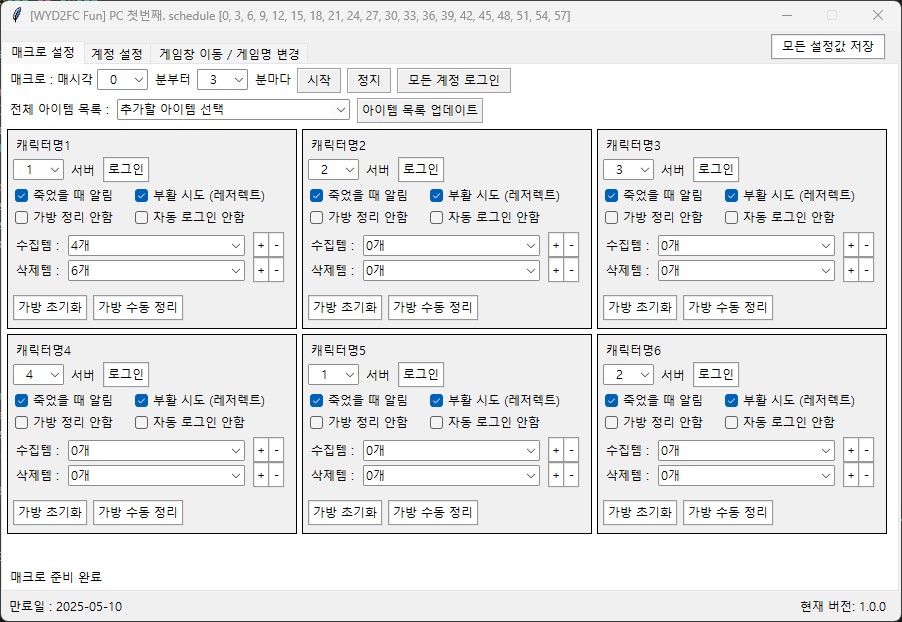 [WYD2FC Fun] PC 첫번째. schedule [0, 3, 6, 9, 12, 15, 18, 21, 24, 27, 30, 33, 36, 39, 42, 45, 48, 51, 54, 57]
매크로 설정 계정 설정 게임창 이동 / 게임명 변경 모든 설정값 저장
매크로 : 매시각 0 분부터 3 분마다 시작 정지 모든 계정 로그인
전체 아이템 목록 : 추가할 아이템 선택 아이템 목록 업데이트
캐릭터명1
1 서버 로그인
죽었을 때 알림 부활 시도 (레저렉트)
가방 정리 안함 자동 로그인 안함
수집템 : 4개 + -
삭제템 : 6개 + -
가방 초기화 가방 수동 정리
캐릭터명2
2 서버 로그인
죽었을 때 알림 부활 시도 (레저렉트)
가방 정리 안함 자동 로그인 안함
수집템 : 0개 + -
삭제템 : 0개 + -
가방 초기화 가방 수동 정리
캐릭터명3
3 서버 로그인
죽었을 때 알림 부활 시도 (레저렉트)
가방 정리 안함 자동 로그인 안함
수집템 : 0개 + -
삭제템 : 0개 + -
가방 초기화 가방 수동 정리
캐릭터명4
4 서버 로그인
죽었을 때 알림 부활 시도 (레저렉트)
가방 정리 안함 자동 로그인 안함
수집템 : 0개 + -
삭제템 : 0개 + -
가방 초기화 가방 수동 정리
캐릭터명5
1 서버 로그인
죽었을 때 알림 부활 시도 (레저렉트)
가방 정리 안함 자동 로그인 안함
수집템 : 0개 + -
삭제템 : 0개 + -
가방 초기화 가방 수동 정리
캐릭터명6
2 서버 로그인
죽었을 때 알림 부활 시도 (레저렉트)
가방 정리 안함 자동 로그인 안함
수집템 : 0개 + -
삭제템 : 0개 + -
가방 초기화 가방 수동 정리
매크로 준비 완료
만료일 : 2025-05-10 현재 버전: 1.0.0